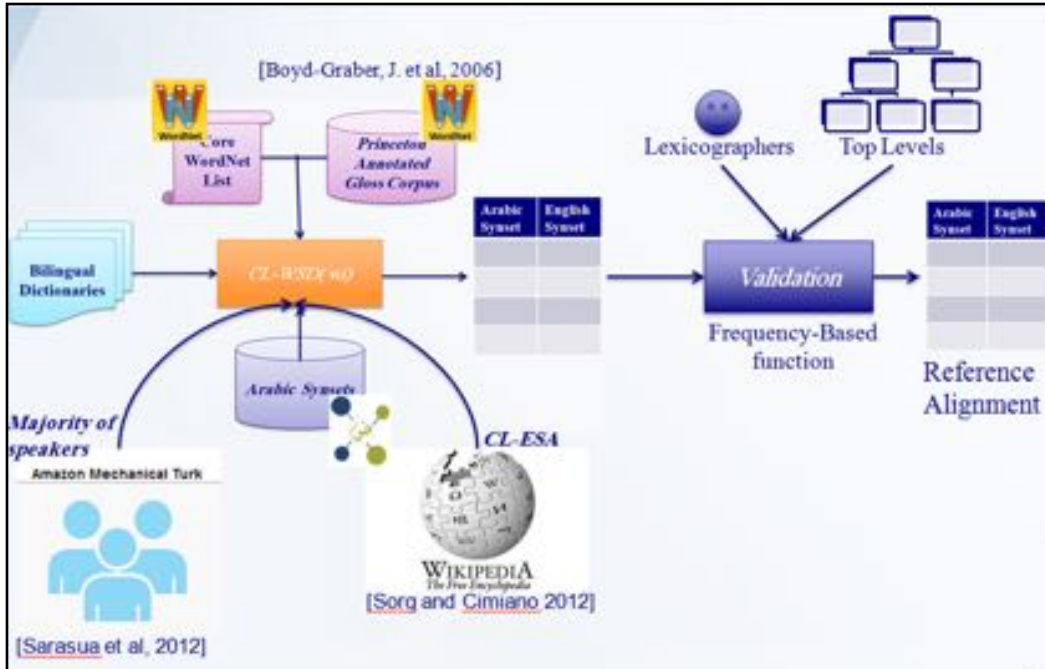 [Boyd-Graber, J. et al, 2006]
WordNet
WordNet
Core
WordNet
List
Princeton
Annotated
Gloss Corpus
Lexicographers
Top Levels
Bilingual
Dictionaries
Arabic
Synset
English
Synset
Validation
Arabic
Synset
English
Synset
Frequency-Based
function
Reference
Alignment
Arabic Synsets
Majority of
speakers
Amazon Mechanical Turk
CL-ESA
WIKIPEDIA
The Free Encyclopedia
[Sorg and Cimiano 2012]
[Sarasua et al, 2012]